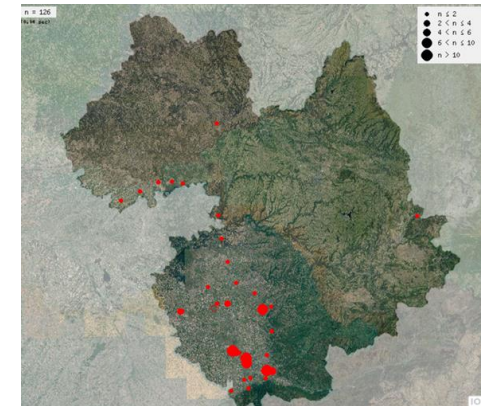 n = 126
n ≤ 2
2 < n ≤ 4
4 < n ≤ 6
6 < n ≤ 10
n > 10